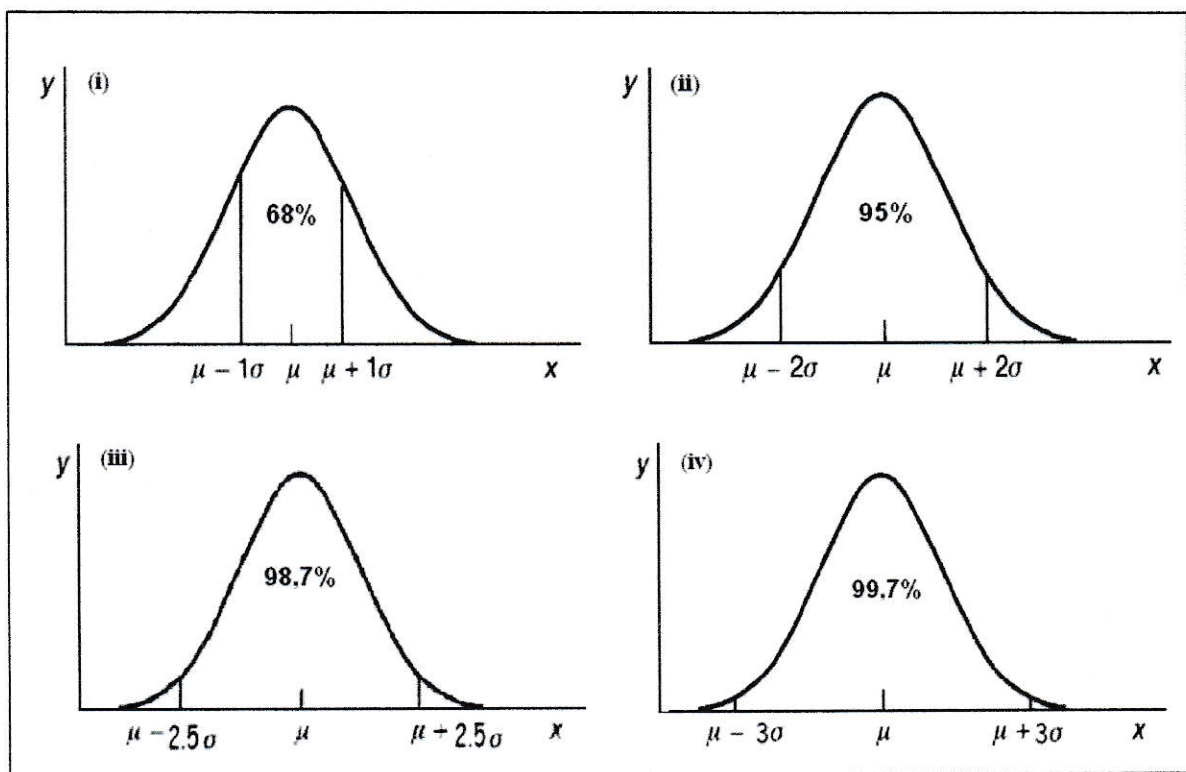 y (i)
68%
μ − 1σ μ μ + 1σ x
y (ii)
95%
μ − 2σ μ μ + 2σ x
y (iii)
98,7%
μ − 2.5σ μ μ + 2.5σ x
y (iv)
99,7%
μ − 3σ μ μ + 3σ x